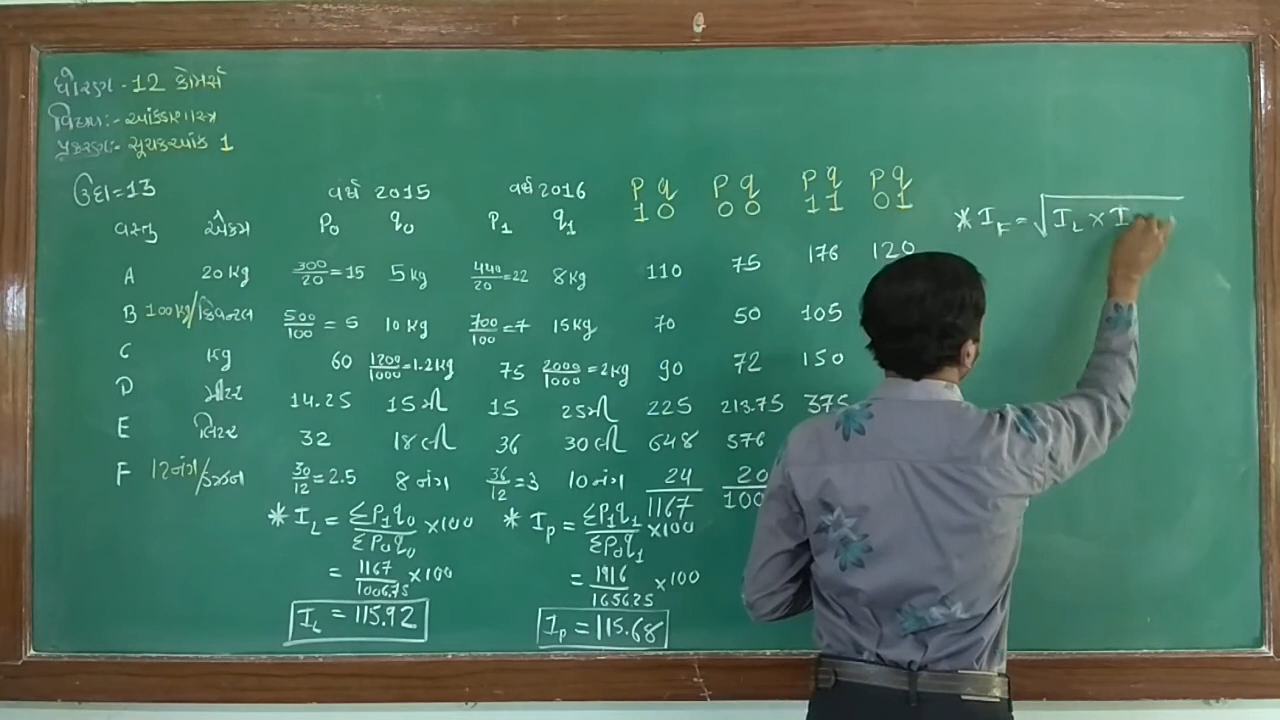 ધોરણ - 12 કોમર્સ
વિષય :- આંકડાશાસ્ત્ર
પ્રકરણ :- સૂચકઆંક 1
ઉદા = 13 વર્ષ 2015 વર્ષ 2016 P₁q₀ P₀q₀ P₁q₁ P₀q₁
વસ્તુ એકમ P₀ q₀ P₁ q₁
* I_F = √I_L × I
A 20 kg 300/20 = 15 5 kg 440/20 = 22 8 kg 110 75 176 120
B 100 kg/ક્વિન્ટલ 500/100 = 5 10 kg 700/100 = 7 15 kg 70 50 105
C kg 60 1200/1000 = 1.2 kg 75 2000/1000 = 2 kg 90 72 150
D મીટર 14.25 15 મી 15 25 મી 225 213.75 375
E લિટર 32 18 લી 36 30 લી 648 576
F 12 નંગ/ડઝન 30/12 = 2.5 8 નંગ 36/12 = 3 10 નંગ 24 20
1167 100
* I_L = ΣP₁q₀/ΣP₀q₀ × 100 * I_P = ΣP₁q₁/ΣP₀q₁ × 100
= 1167/1006.75 × 100 = 1916/1656.25 × 100
I_L = 115.92 I_P = 115.68